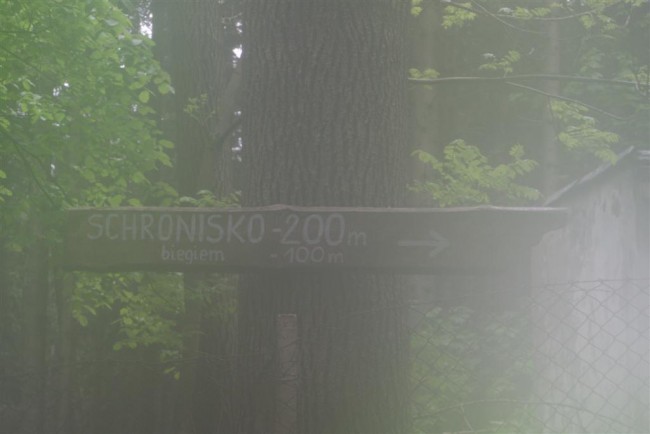 SCHRONISKO - 200m →
biegiem - 100m